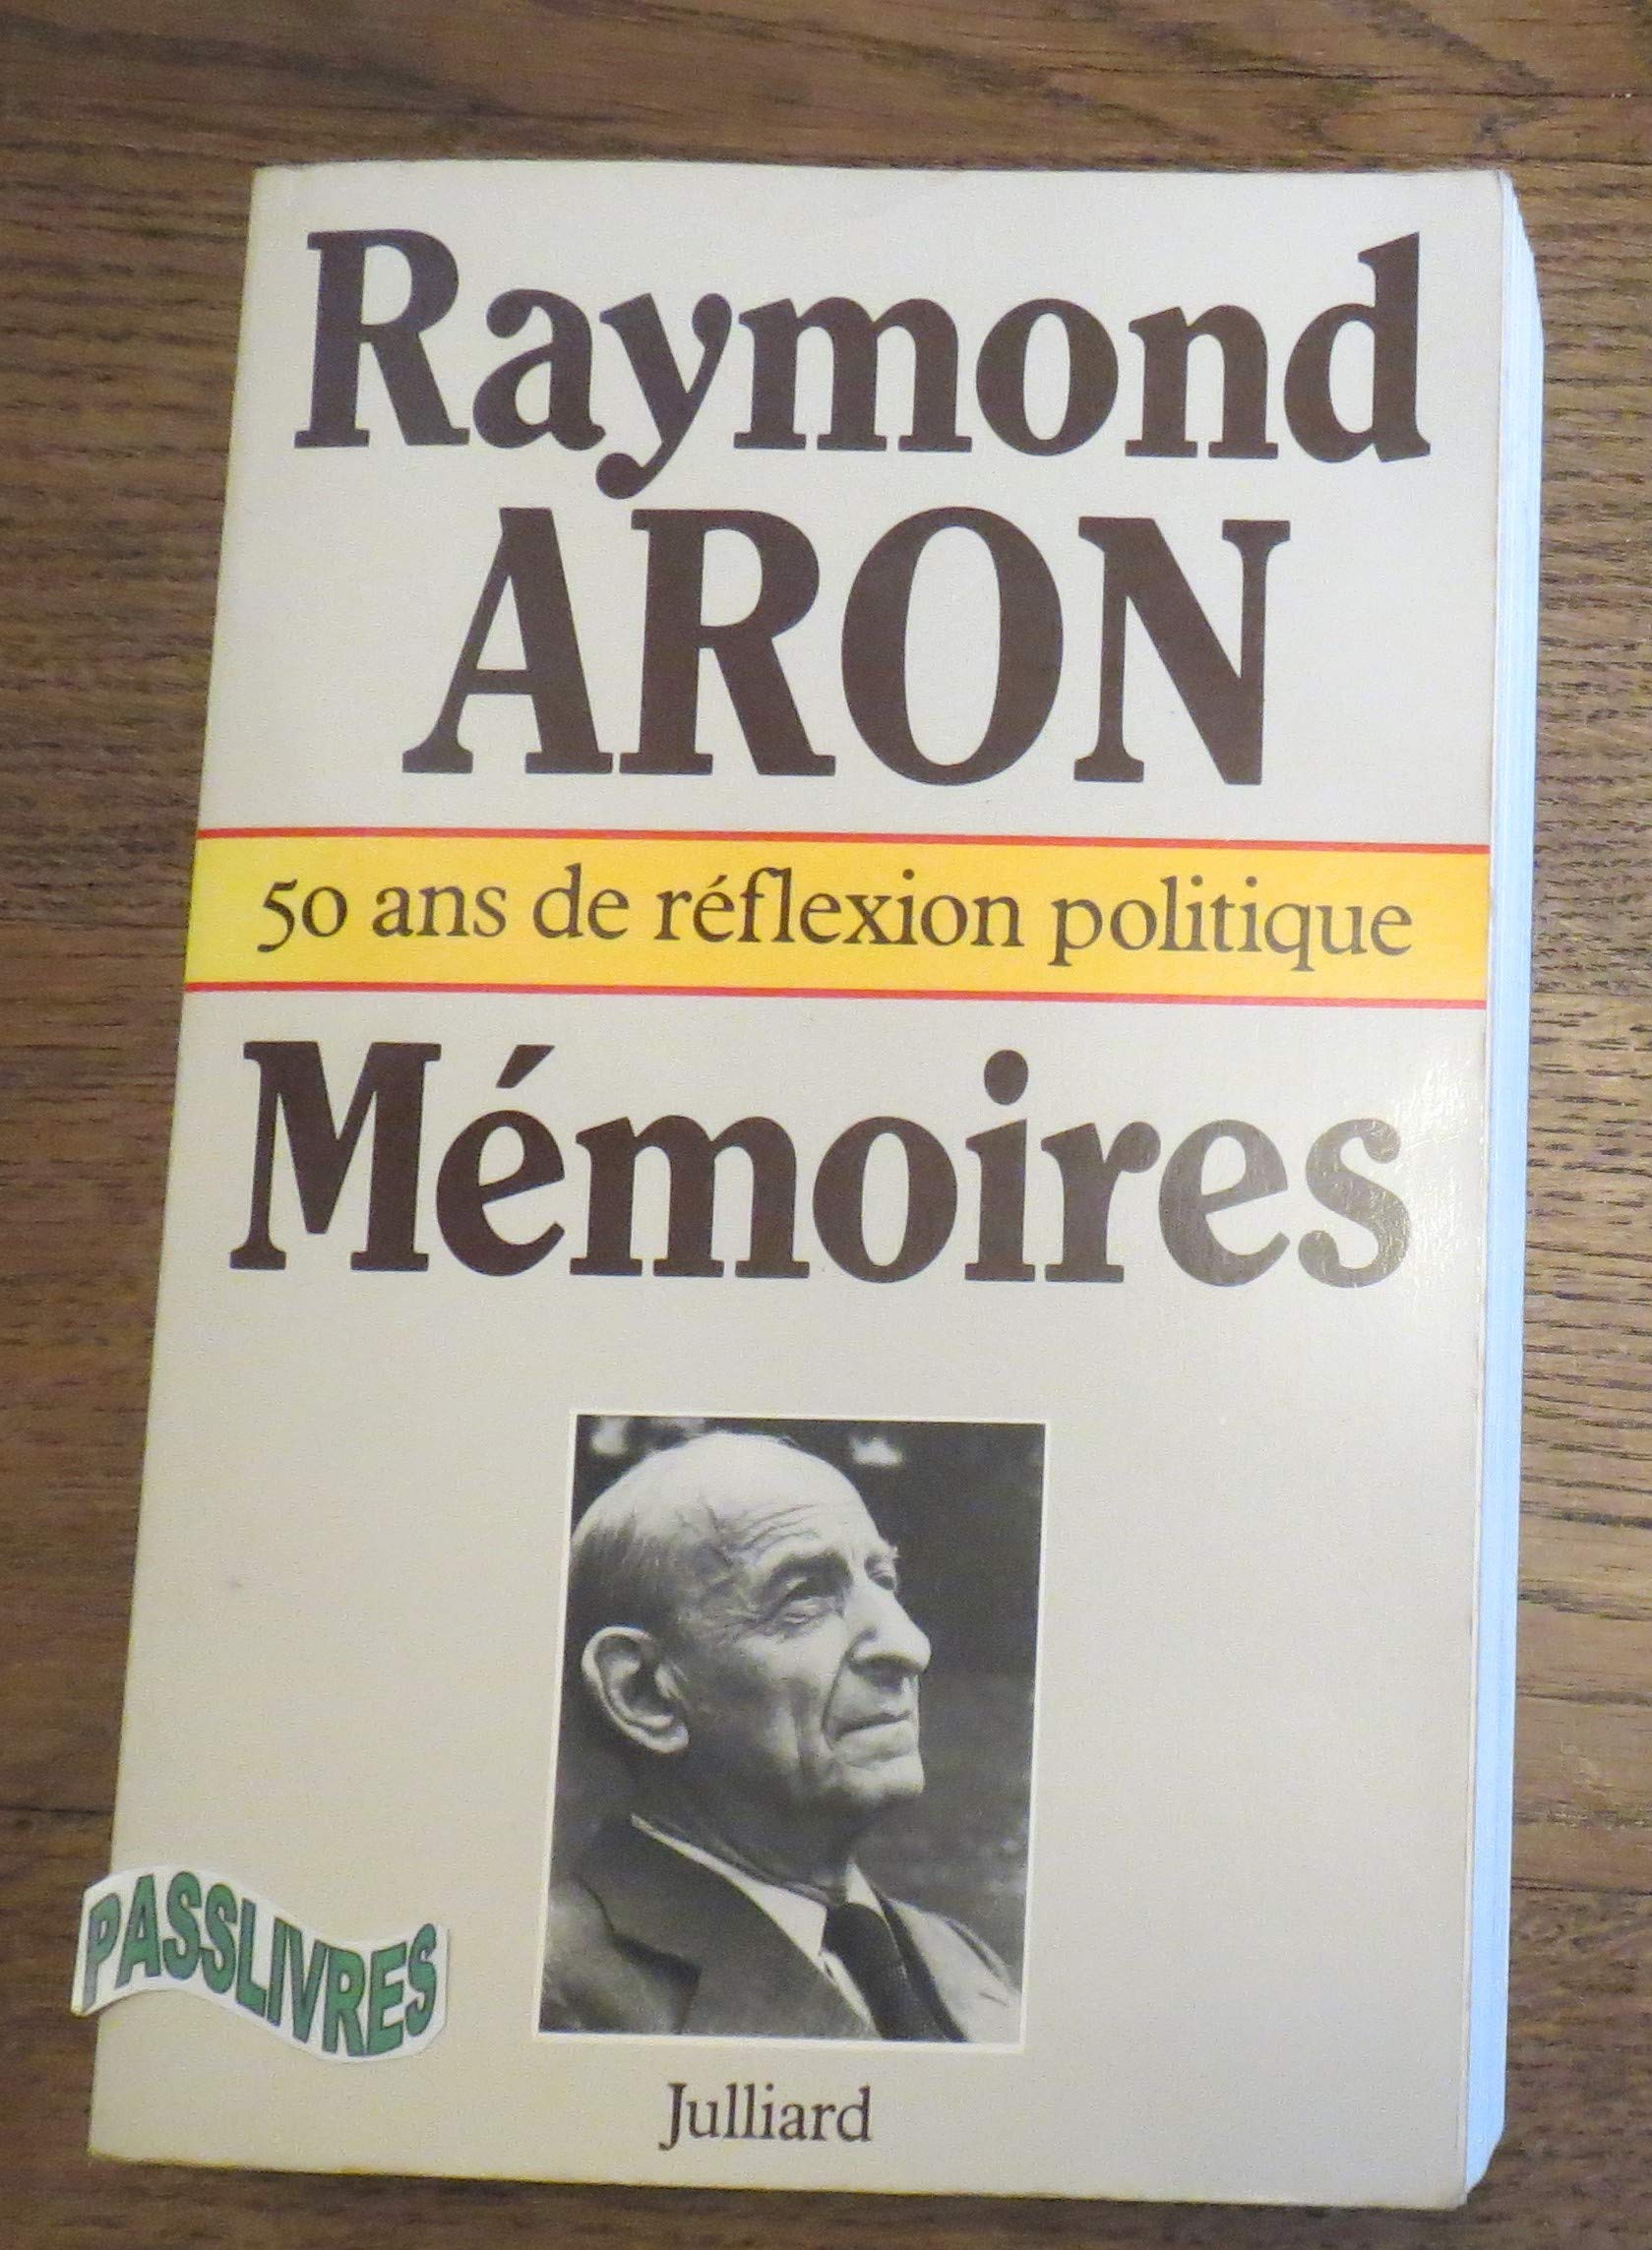 Raymond
ARON
50 ans de réflexion politique
Mémoires
PASSLIVRES
Julliard